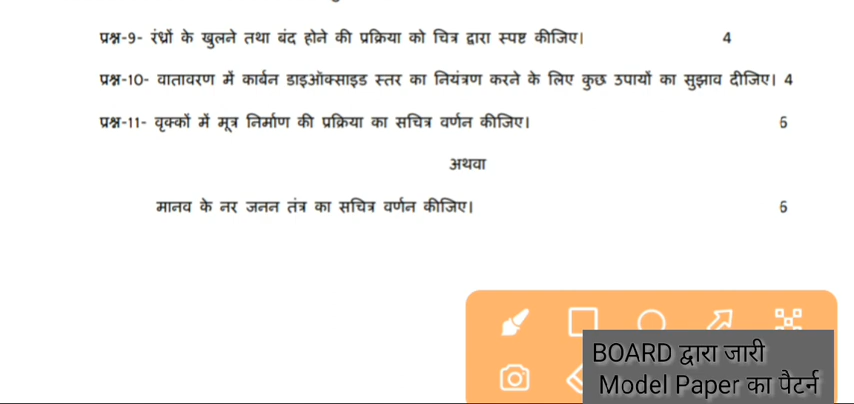 प्रश्न-9- रंध्रों के खुलने तथा बंद होने की प्रक्रिया को चित्र द्वारा स्पष्ट कीजिए। 4
प्रश्न-10- वातावरण में कार्बन डाइऑक्साइड स्तर का नियंत्रण करने के लिए कुछ उपायों का सुझाव दीजिए। 4
प्रश्न-11- वृक्कों में मूत्र निर्माण की प्रक्रिया का सचित्र वर्णन कीजिए। 6
अथवा
मानव के नर जनन तंत्र का सचित्र वर्णन कीजिए। 6
BOARD द्वारा जारी
Model Paper का पैटर्न